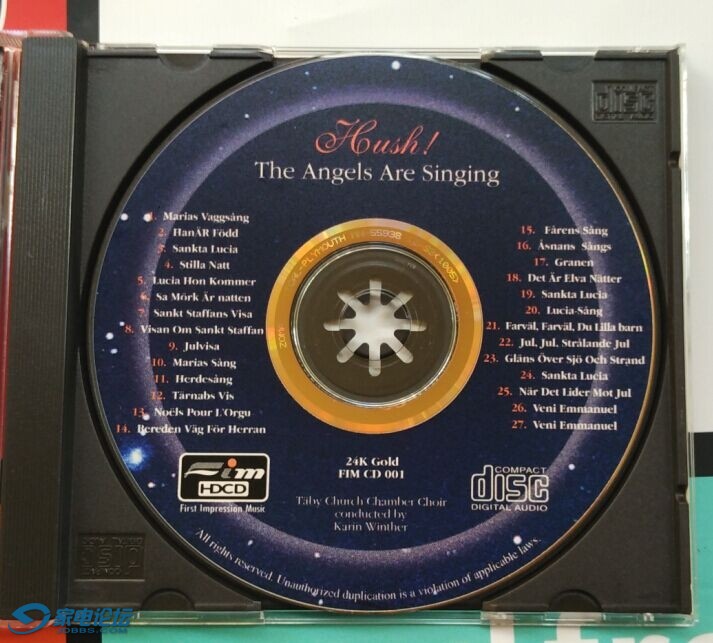 Hush!
The Angels Are Singing
1. Marias Vaggsång
2. HanÄR Född
3. Sankta Lucia
4. Stilla Natt
5. Lucia Hon Kommer
6. Sa Mörk Är natten
7. Sankt Staffans Visa
8. Visan Om Sankt Staffan
9. Julvisa
10. Marias Sång
11. Herdesång
12. Tärnabs Vis
13. Noëls Pour L'Orgu
14. Bereden Väg För Herran
15. Fårens Sång
16. Åsnans Sångs
17. Granen
18. Det Är Elva Nätter
19. Sankta Lucia
20. Lucia-Sång
21. Farväl, Farväl, Du Lilla barn
22. Jul, Jul, Strålande Jul
23. Gläns Över Sjö Och Strand
24. Sankta Lucia
25. När Det Lider Mot Jul
26. Veni Emmanuel
27. Veni Emmanuel
Fim
HDCD
First Impression Music
24K Gold
FIM CD 001
Täby Church Chamber Choir
conducted by
Karin Winther
COMPACT
disc
DIGITAL AUDIO
All rights reserved. Unauthorized duplication is a violation of applicable laws.
COMPACT
disc
家电论坛
JDBBS.COM